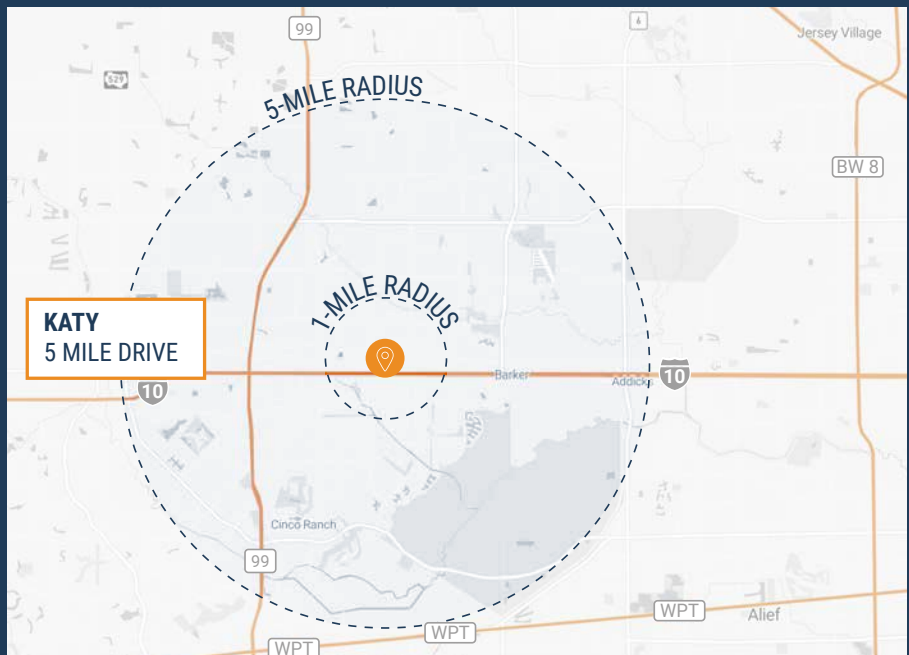 99
6
Jersey Village
529
5-MILE RADIUS
BW 8
1-MILE RADIUS
KATY
5 MILE DRIVE
10
Barker
Addicks
10
Cinco Ranch
99
WPT
Alief
WPT
WPT